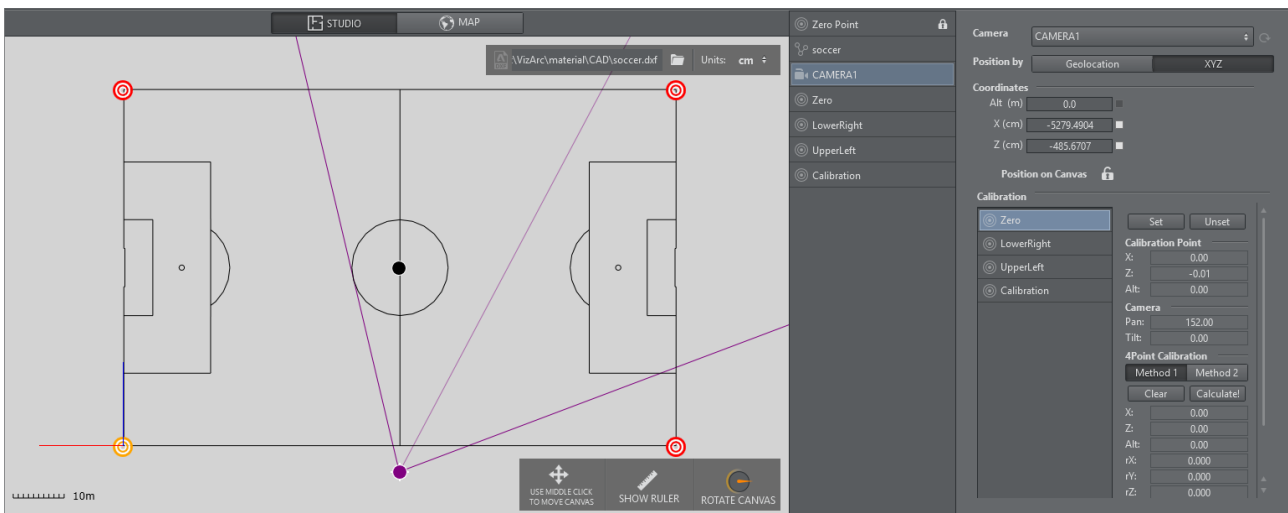 STUDIO
MAP
\VizArc\material\CAD\soccer.dxf
Units: cm
10m
USE MIDDLE CLICK
TO MOVE CANVAS
SHOW RULER
ROTATE CANVAS
Zero Point
soccer
CAMERA1
Zero
LowerRight
UpperLeft
Calibration
Camera CAMERA1
Position by Geolocation XYZ
Coordinates
Alt (m) 0.0
X (cm) -5279.4904
Z (cm) -485.6707
Position on Canvas
Calibration
Zero
LowerRight
UpperLeft
Calibration
Set Unset
Calibration Point
X: 0.00
Z: -0.01
Alt: 0.00
Camera
Pan: 152.00
Tilt: 0.00
4Point Calibration
Method 1 Method 2
Clear Calculate!
X: 0.00
Z: 0.00
Alt: 0.00
rX: 0.000
rY: 0.000
rZ: 0.000